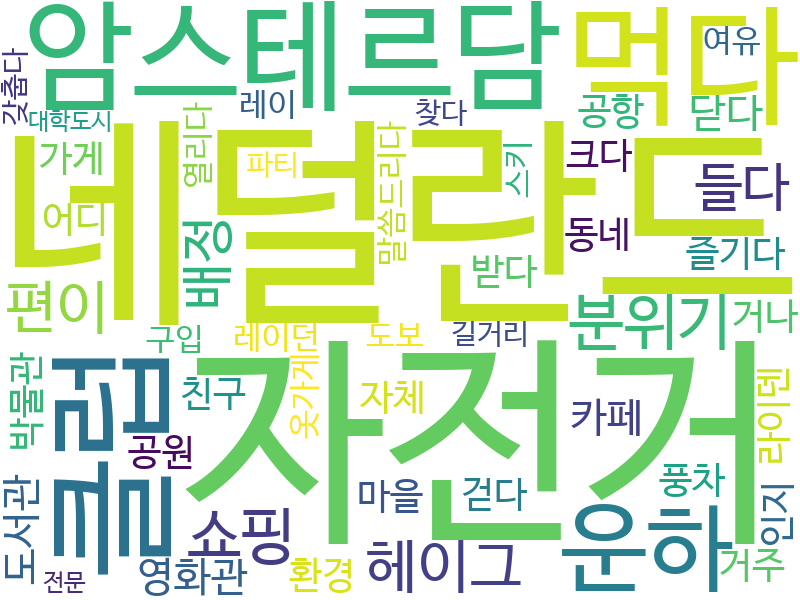 암스테르담
먹다
여유
갖춥다
대학도시
레이
찾다
공항
닫다
가게
열리다
파티
말씀드리다
스키
크다
들다
네덜란드
어디
배정
동네
즐기다
받다
편이
분위기
거나
구입
레이던
도보
길거리
박물관
클럽
친구
옷가게
자전거
자체
카페
라이덴
공원
도서관
쇼핑
마을
걷다
풍차
인지
운하
전문
영화관
환경
헤이그
거주